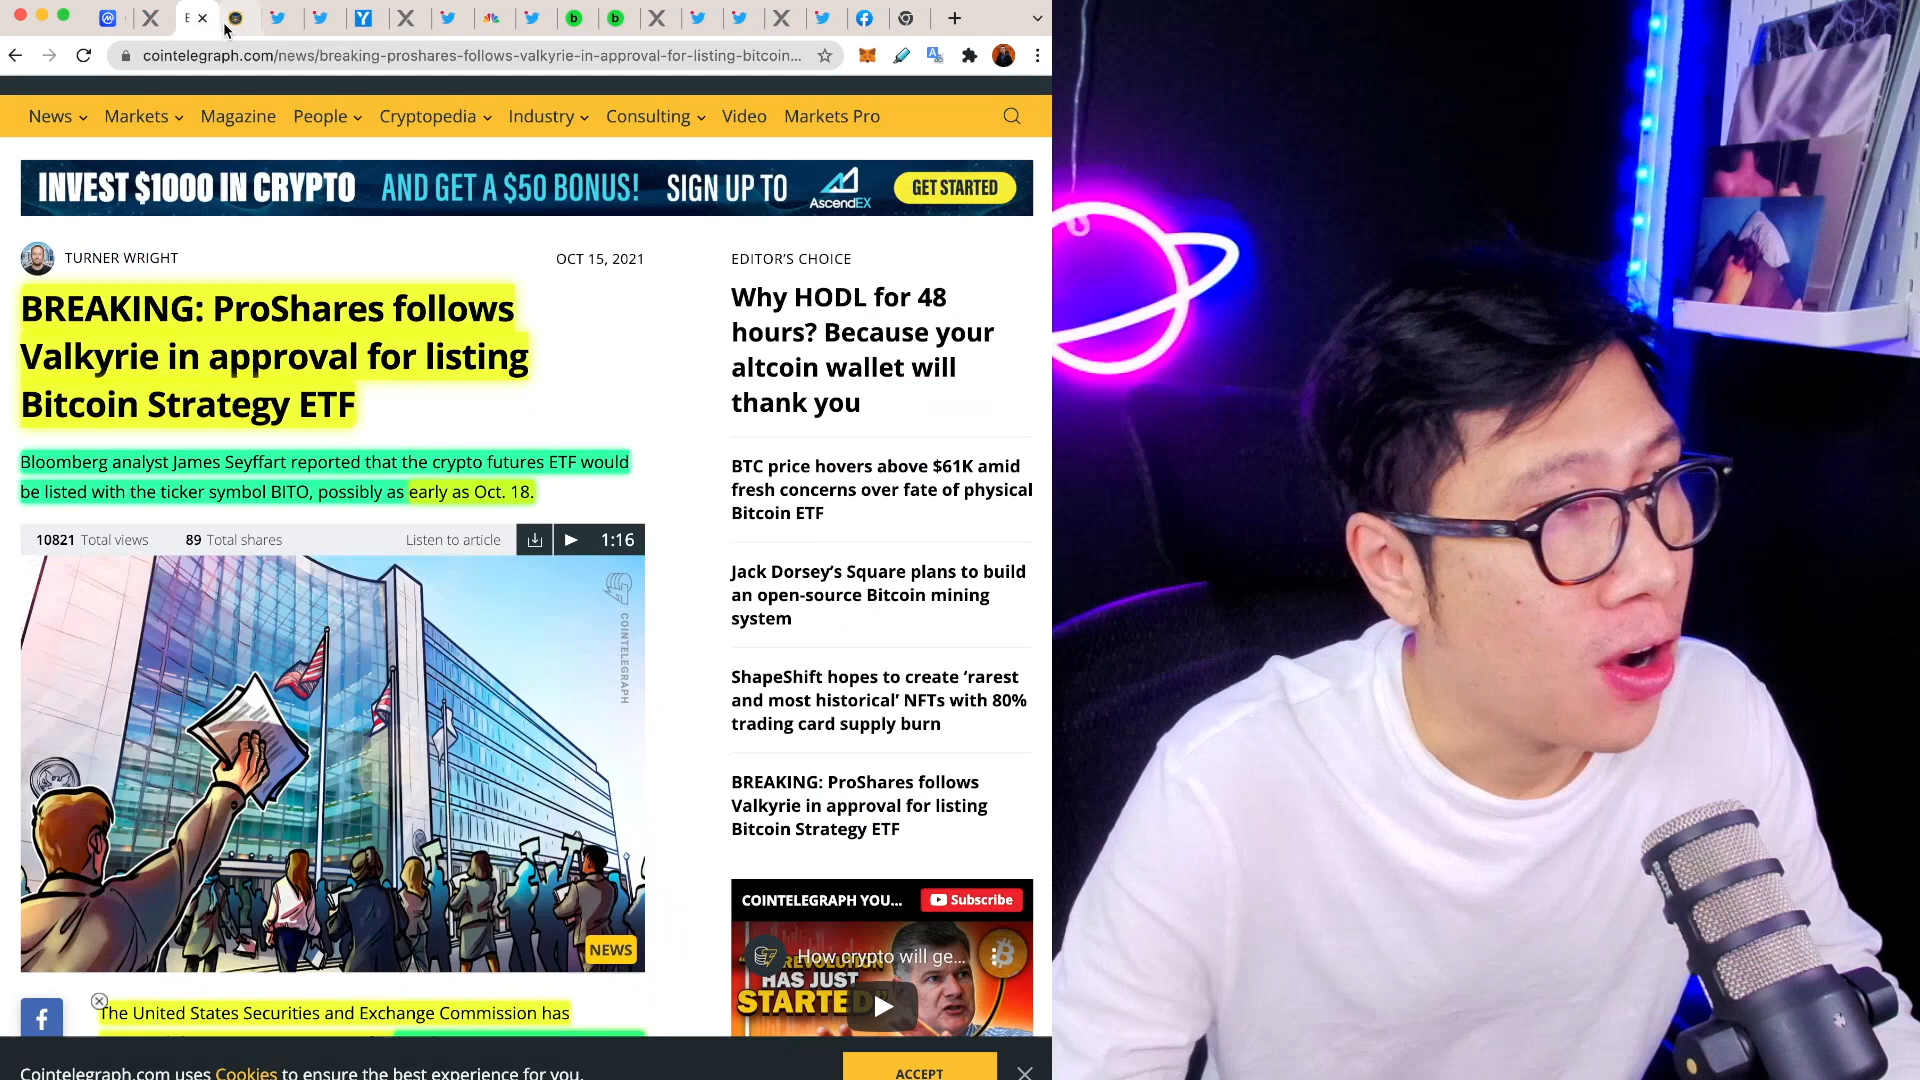 E
cointelegraph.com/news/breaking-proshares-follows-valkyrie-in-approval-for-listing-bitcoin...
News Markets Magazine People Cryptopedia Industry Consulting Video Markets Pro
INVEST $1000 IN CRYPTO AND GET A $50 BONUS! SIGN UP TO AscendEX GET STARTED
TURNER WRIGHT OCT 15, 2021
BREAKING: ProShares follows
Valkyrie in approval for listing
Bitcoin Strategy ETF
Bloomberg analyst James Seyffart reported that the crypto futures ETF would
be listed with the ticker symbol BITO, possibly as early as Oct. 18.
10821 Total views 89 Total shares Listen to article 1:16
COINTELEGRAPH
NEWS
The United States Securities and Exchange Commission has
EDITOR'S CHOICE
Why HODL for 48
hours? Because your
altcoin wallet will
thank you
BTC price hovers above $61K amid
fresh concerns over fate of physical
Bitcoin ETF
Jack Dorsey’s Square plans to build
an open-source Bitcoin mining
system
ShapeShift hopes to create ‘rarest
and most historical’ NFTs with 80%
trading card supply burn
BREAKING: ProShares follows
Valkyrie in approval for listing
Bitcoin Strategy ETF
COINTELEGRAPH YOU... Subscribe
How crypto will ge...
REVOLUTION
HAS JUST
STARTED
Cointelegraph.com uses Cookies to ensure the best experience for you.
ACCEPT
RØDE